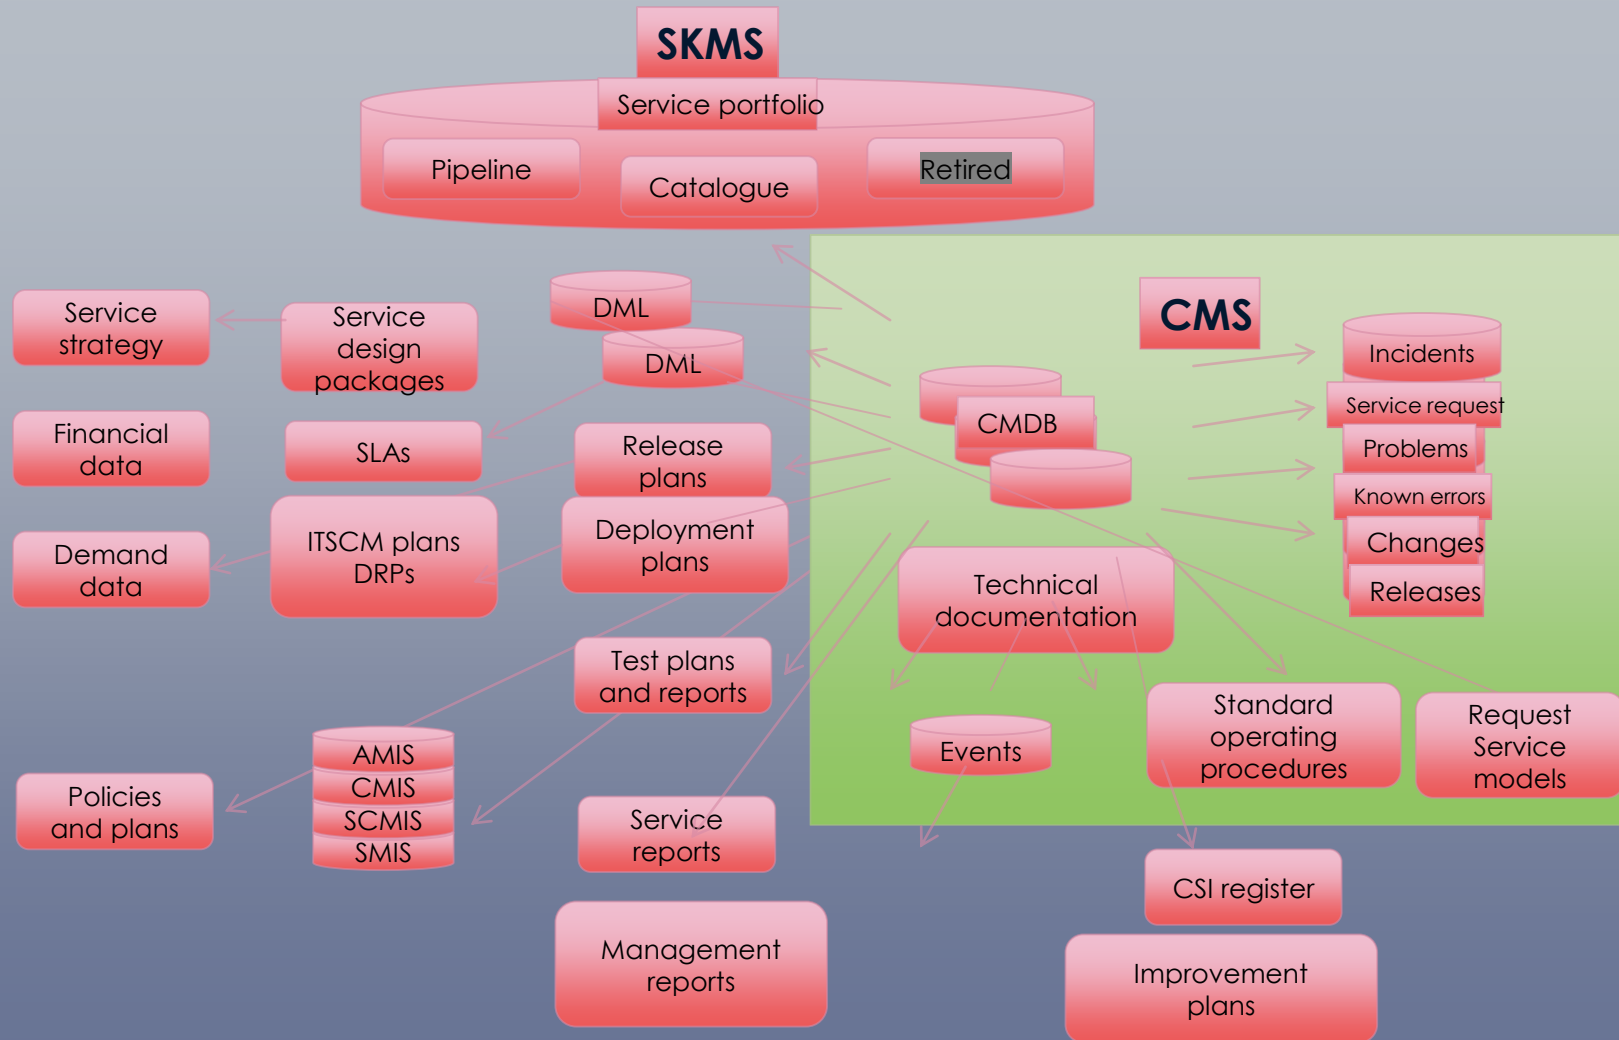 SKMS
Service portfolio
Pipeline
Catalogue
Retired
CMS
DML
DML
Service
strategy
Service
design
packages
Financial
data
SLAs
Release
plans
Demand
data
ITSCM plans
DRPs
Deployment
plans
Test plans
and reports
Policies
and plans
AMIS
CMIS
SCMIS
SMIS
Service
reports
Management
reports
CMDB
Incidents
Service request
Problems
Known errors
Changes
Releases
Technical
documentation
Events
Standard
operating
procedures
Request
Service
models
CSI register
Improvement
plans